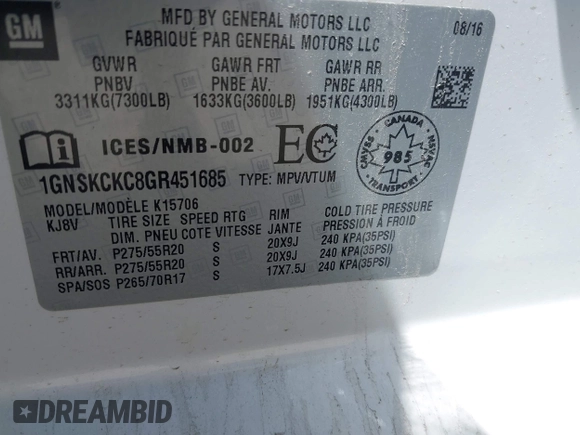 GM
MFD BY GENERAL MOTORS LLC
FABRIQUÉ PAR GENERAL MOTORS LLC
08/16
GVWR GAWR FRT GAWR RR
PNBV PNBE AV. PNBE ARR.
3311KG(7300LB) 1633KG(3600LB) 1951KG(4300LB)
i ICES/NMB-002 EC
CANADA
CMVSS 985 NSVAC
TRANSPORT
1GNSKCKC8GR451685 TYPE: MPV/VTUM
MODEL/MODÈLE K15706
KJ8V TIRE SIZE SPEED RTG RIM COLD TIRE PRESSURE
DIM. PNEU COTE VITESSE JANTE PRESSION À FROID
FRT/AV. P275/55R20 S 20X9J 240 KPA(35PSI)
RR/ARR. P275/55R20 S 20X9J 240 KPA(35PSI)
SPA/SOS P265/70R17 S 17X7.5J 240 KPA(35PSI)
DREAMBID